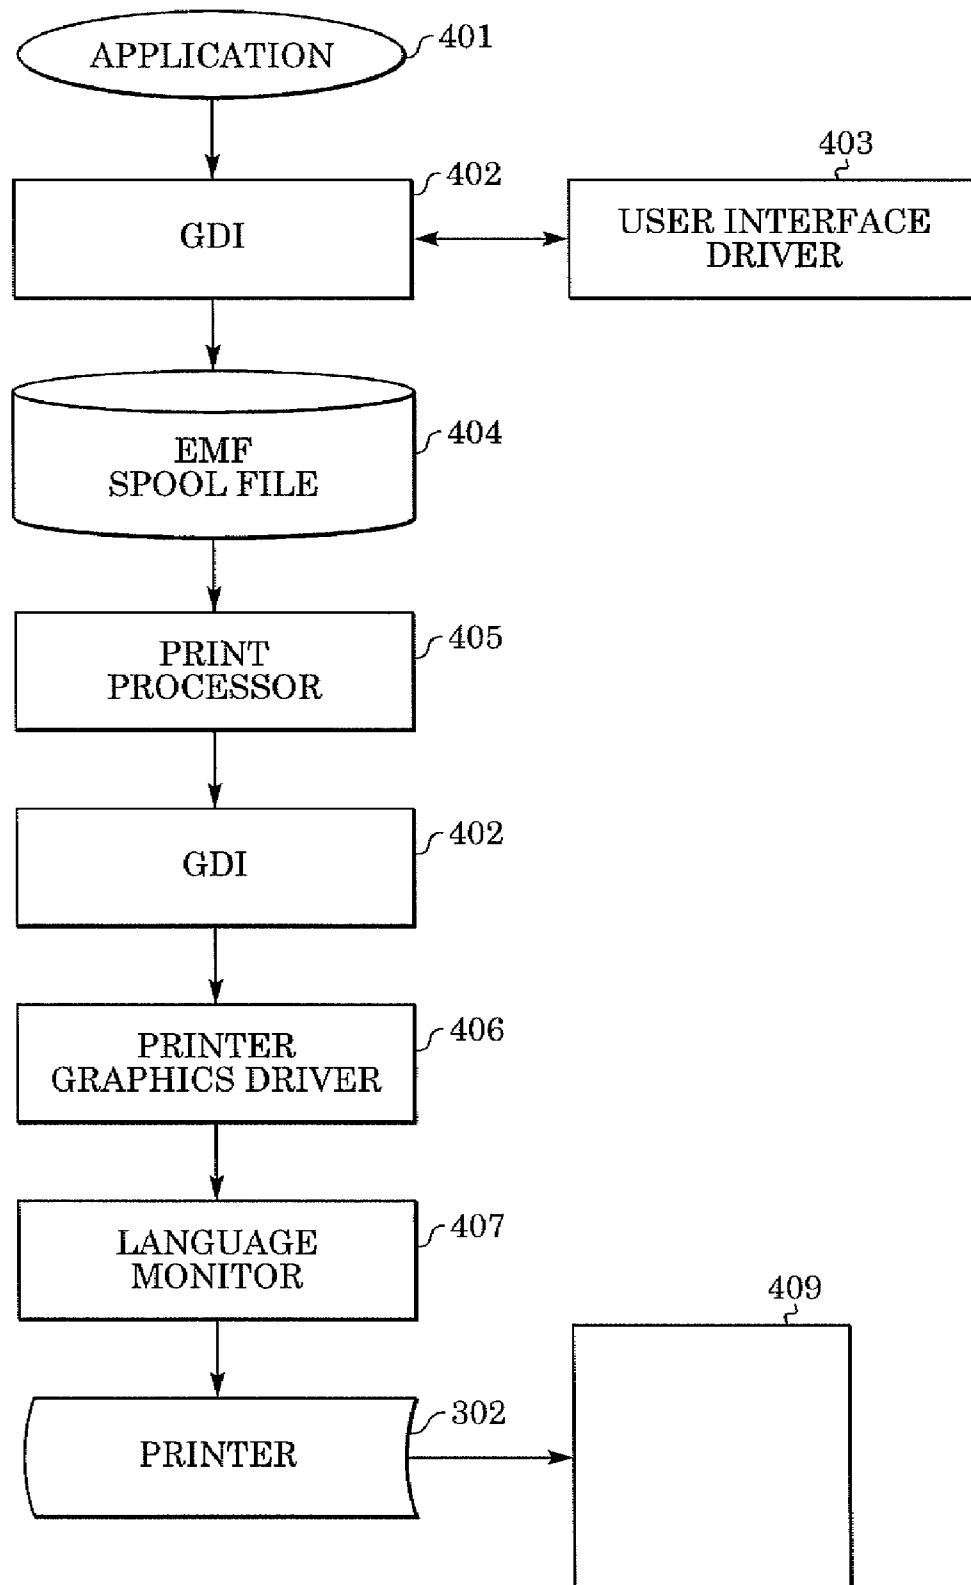 APPLICATION
401
402
403
GDI
USER INTERFACE
DRIVER
EMF
SPOOL FILE
404
PRINT
PROCESSOR
405
GDI
402
PRINTER
GRAPHICS DRIVER
406
LANGUAGE
MONITOR
407
409
PRINTER
302